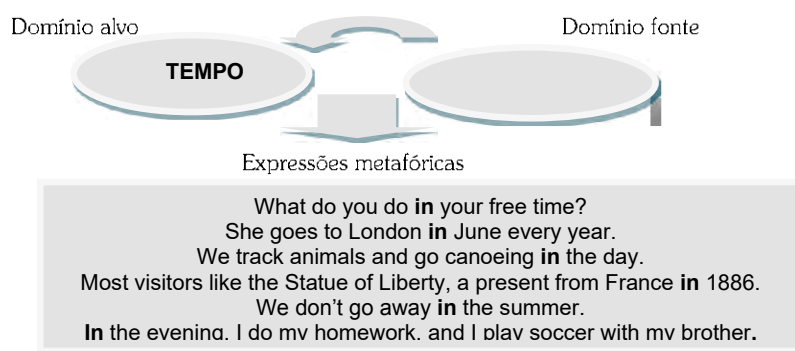 Domínio alvo
Domínio fonte
TEMPO
Expressões metafóricas
What do you do in your free time?
She goes to London in June every year.
We track animals and go canoeing in the day.
Most visitors like the Statue of Liberty, a present from France in 1886.
We don't go away in the summer.
In the evening, I do my homework, and I play soccer with my brother.